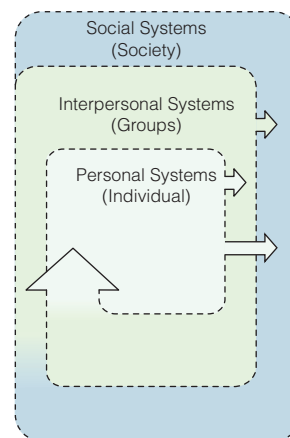 Social Systems
(Society)
Interpersonal Systems
(Groups)
Personal Systems
(Individual)